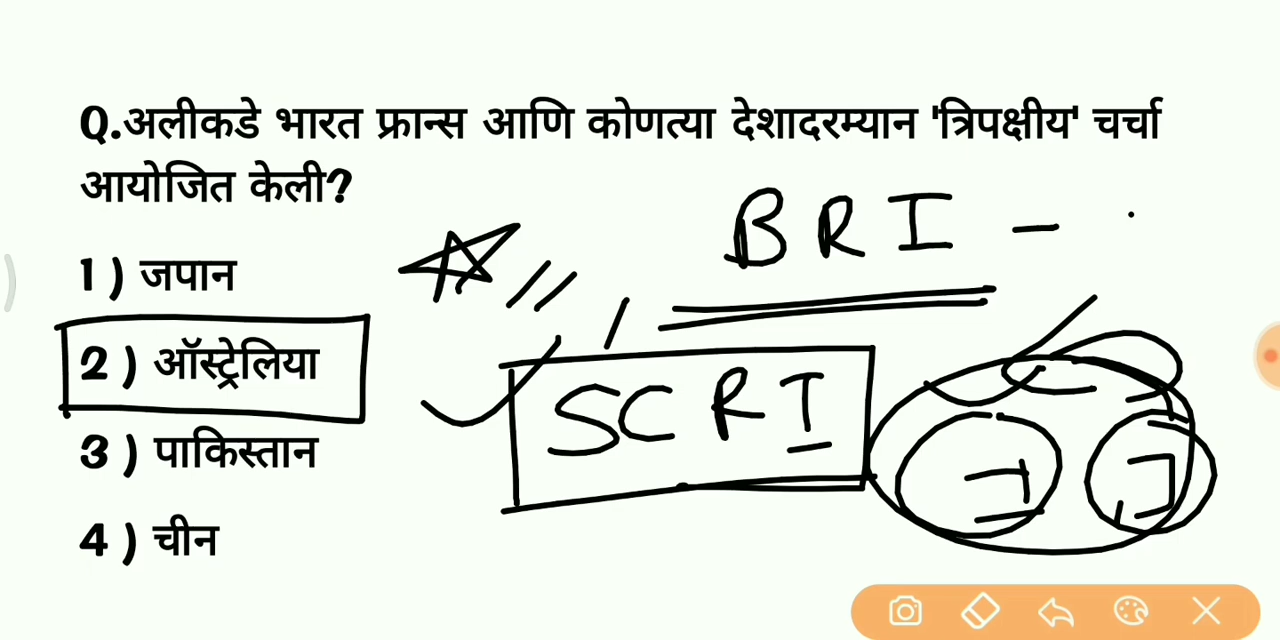 Q.अलीकडे भारत फ्रान्स आणि कोणत्या देशादरम्यान 'त्रिपक्षीय' चर्चा
आयोजित केली?
BRI -
1 ) जपान
2 ) ऑस्ट्रेलिया
SCRI
3 ) पाकिस्तान
4 ) चीन